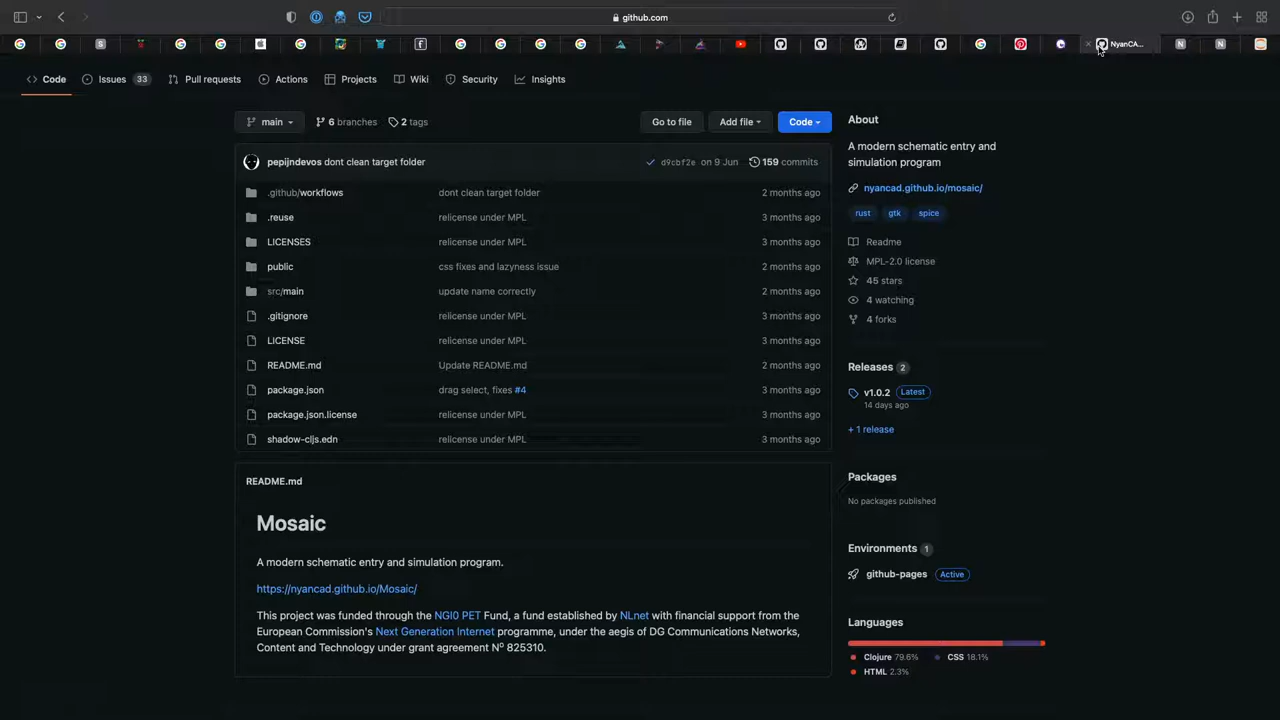 github.com
NyanCA...
Code
Issues 33
Pull requests
Actions
Projects
Wiki
Security
Insights
main
6 branches
2 tags
Go to file
Add file
Code
pepijndevos dont clean target folder
d9cbf2e on 9 Jun
159 commits
.github/workflows dont clean target folder 2 months ago
.reuse relicense under MPL 3 months ago
LICENSES relicense under MPL 3 months ago
public css fixes and lazyness issue 2 months ago
src/main update name correctly 2 months ago
.gitignore relicense under MPL 3 months ago
LICENSE relicense under MPL 3 months ago
README.md Update README.md 2 months ago
package.json drag select, fixes #4 3 months ago
package.json.license relicense under MPL 3 months ago
shadow-cljs.edn relicense under MPL 3 months ago
README.md
Mosaic
A modern schematic entry and simulation program.
https://nyancad.github.io/Mosaic/
This project was funded through the NGI0 PET Fund, a fund established by NLnet with financial support from the
European Commission's Next Generation Internet programme, under the aegis of DG Communications Networks,
Content and Technology under grant agreement Nº 825310.
About
A modern schematic entry and
simulation program
nyancad.github.io/mosaic/
rust gtk spice
Readme
MPL-2.0 license
45 stars
4 watching
4 forks
Releases 2
v1.0.2 Latest
14 days ago
+ 1 release
Packages
No packages published
Environments 1
github-pages Active
Languages
Clojure 79.6% CSS 18.1%
HTML 2.3%